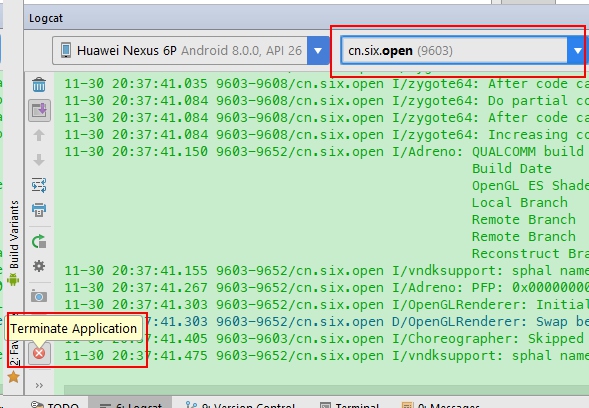 Logcat
Huawei Nexus 6P Android 8.0.0, API 26
cn.six.open (9603)
11-30 20:37:41.035 9603-9608/cn.six.open I/zygote64: After code ca
11-30 20:37:41.084 9603-9608/cn.six.open I/zygote64: Do partial co
11-30 20:37:41.084 9603-9608/cn.six.open I/zygote64: After code ca
11-30 20:37:41.084 9603-9608/cn.six.open I/zygote64: Increasing co
11-30 20:37:41.150 9603-9652/cn.six.open I/Adreno: QUALCOMM build
Build Date
OpenGL ES Shade
Local Branch
Remote Branch
Remote Branch
Reconstruct Br
11-30 20:37:41.155 9603-9652/cn.six.open I/vndksupport: sphal name
11-30 20:37:41.267 9603-9652/cn.six.open I/Adreno: PFP: 0x00000000
11-30 20:37:41.303 9603-9652/cn.six.open I/OpenGLRenderer: Initial
7:41.303 9603-9652/cn.six.open D/OpenGLRenderer: Swap be
7:41.405 9603-9603/cn.six.open I/Choreographer: Skipped
11-30 20:37:41.475 9603-9652/cn.six.open I/vndksupport: sphal name
Build Variants
2: Fav
Terminate Application
TODO
6: Logcat
9: Version Control
Terminal
0: Messages